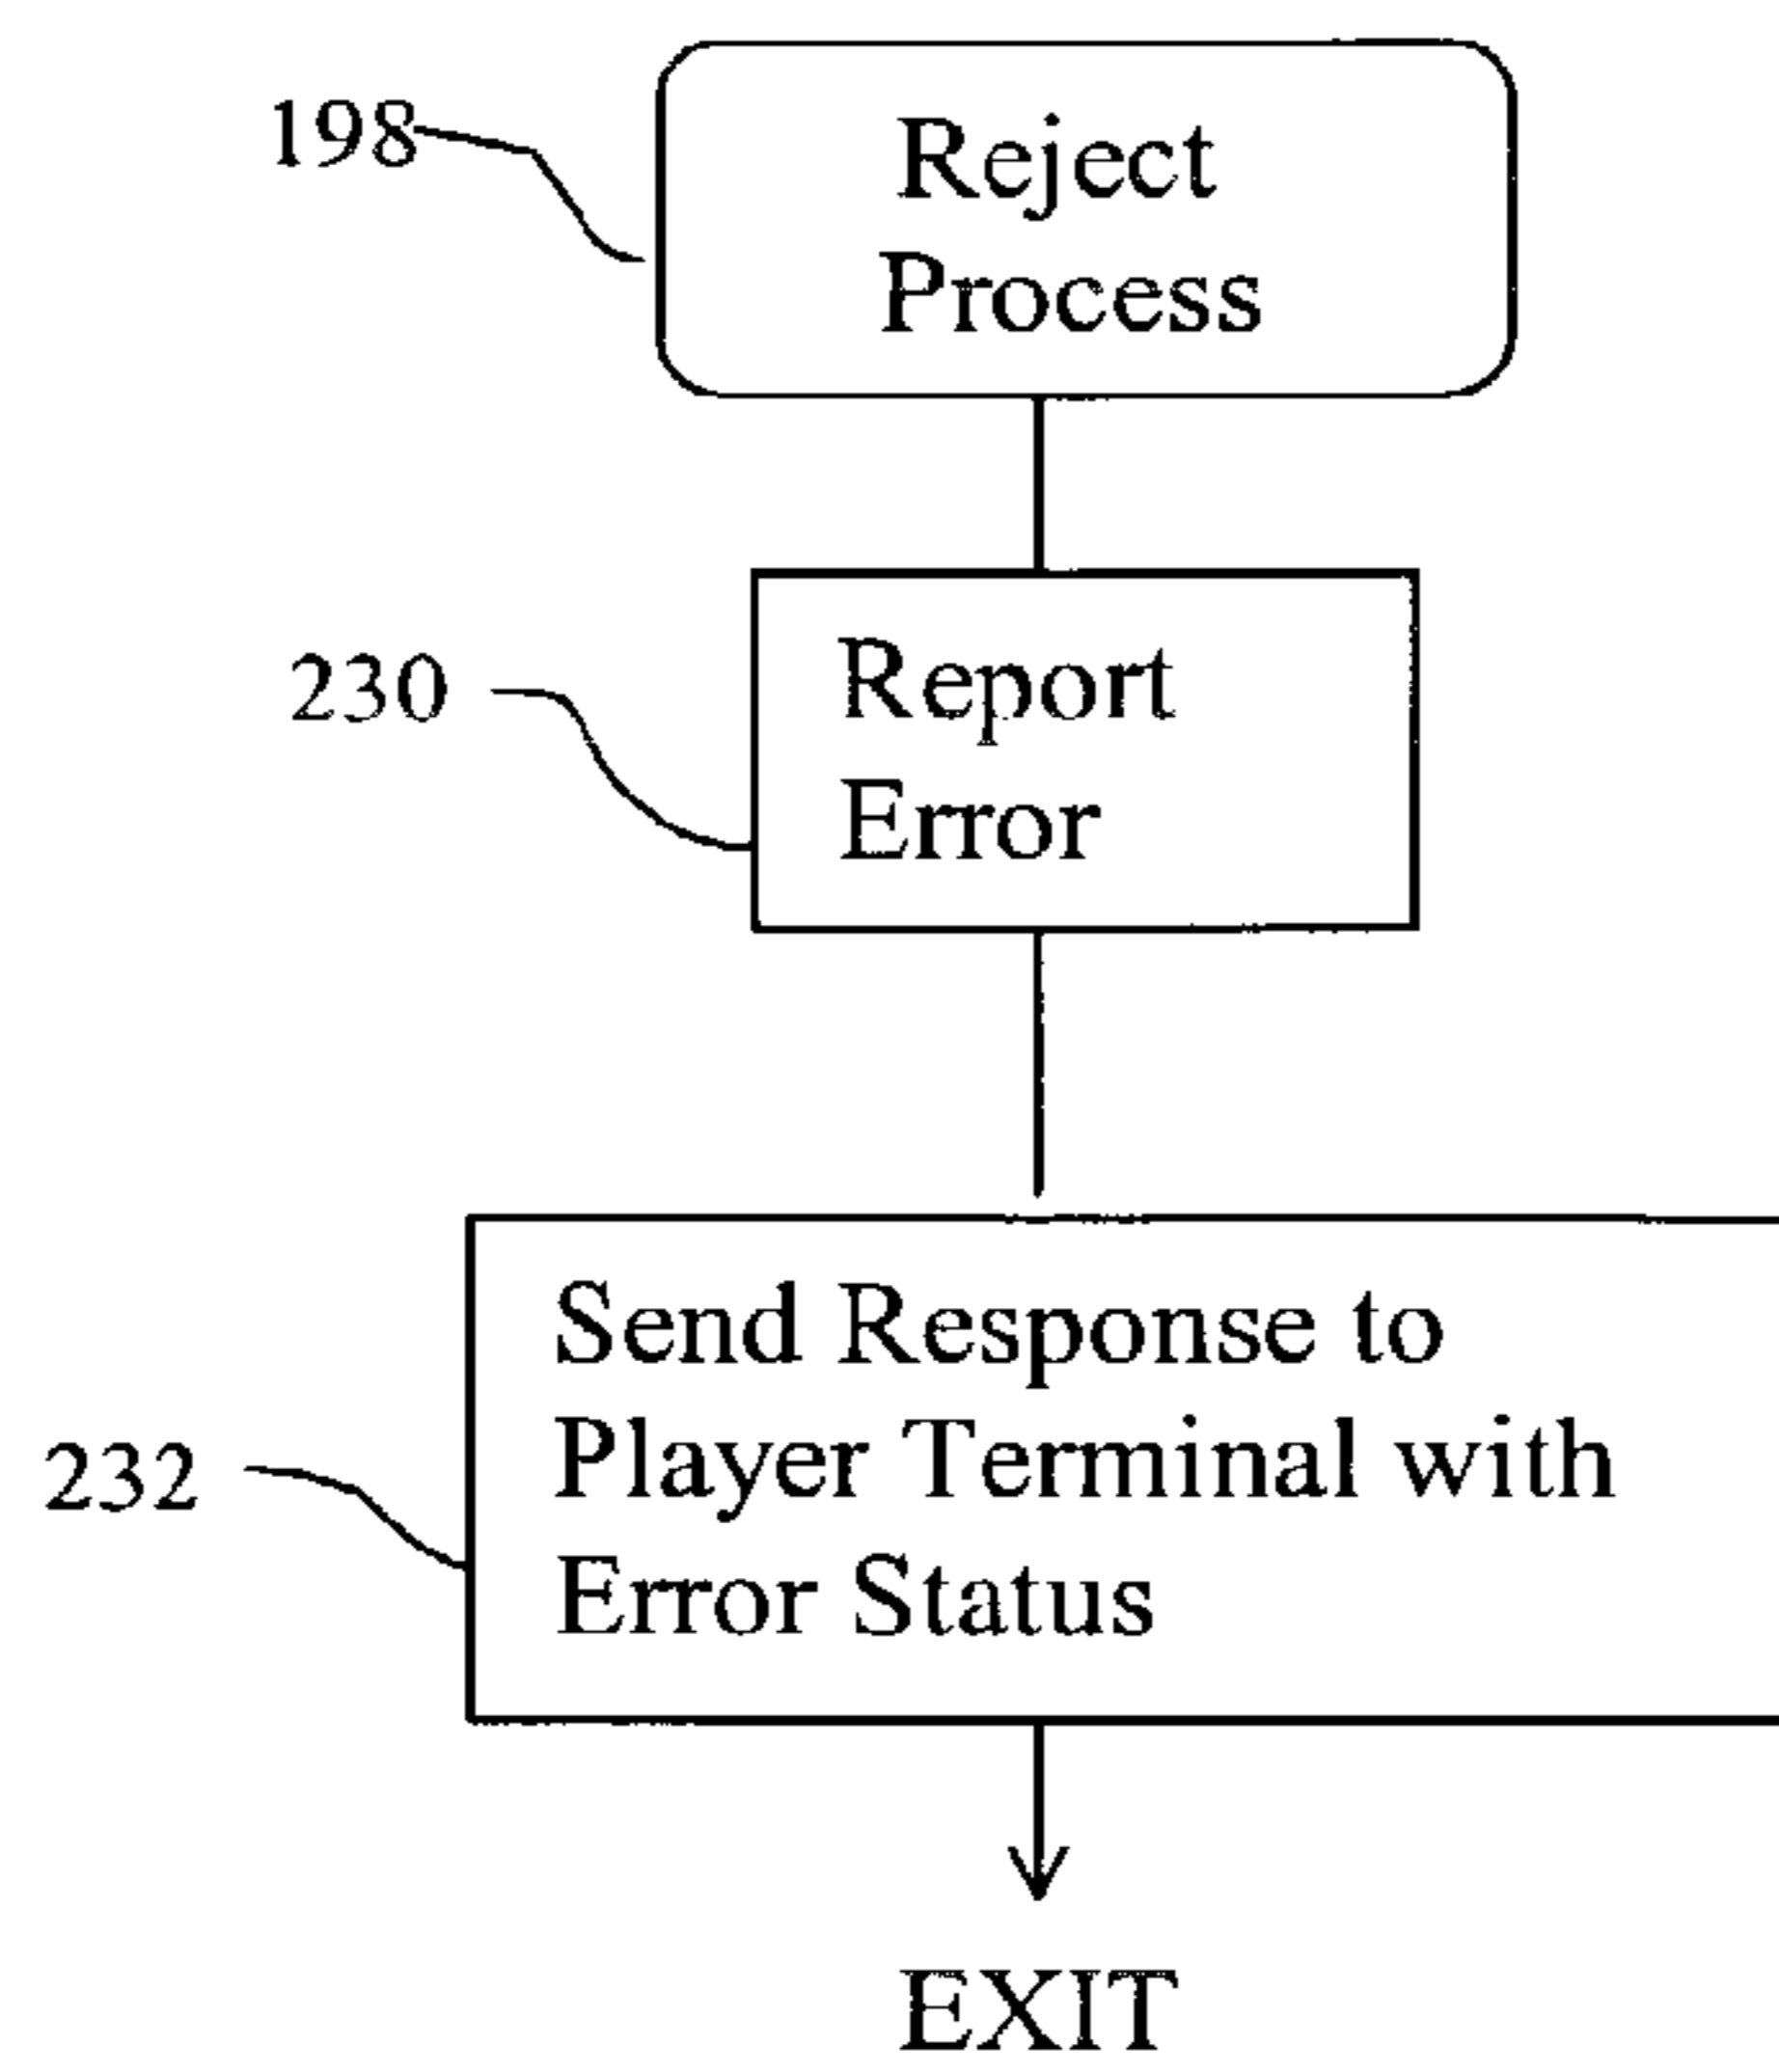 198
Reject
Process
230
Report
Error
Send Response to
Player Terminal with
232
Error Status
EXIT